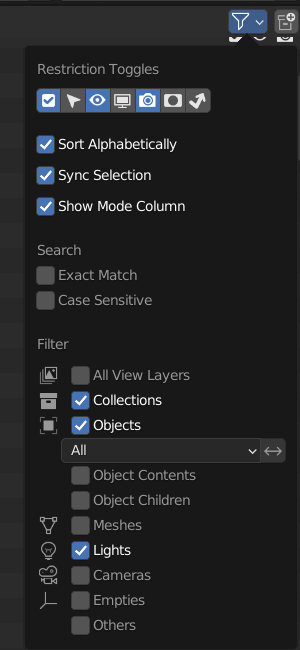 Restriction Toggles
Sort Alphabetically
Sync Selection
Show Mode Column
Search
Exact Match
Case Sensitive
Filter
All View Layers
Collections
Objects
All
Object Contents
Object Children
Meshes
Lights
Cameras
Empties
Others